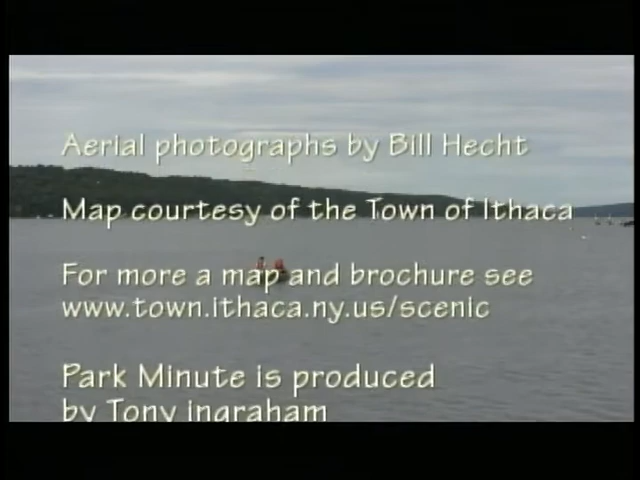 Aerial photographs by Bill Hecht
Map courtesy of the Town of Ithaca
For more a map and brochure see
www.town.ithaca.ny.us/scenic
Park Minute is produced
by Tony ingraham